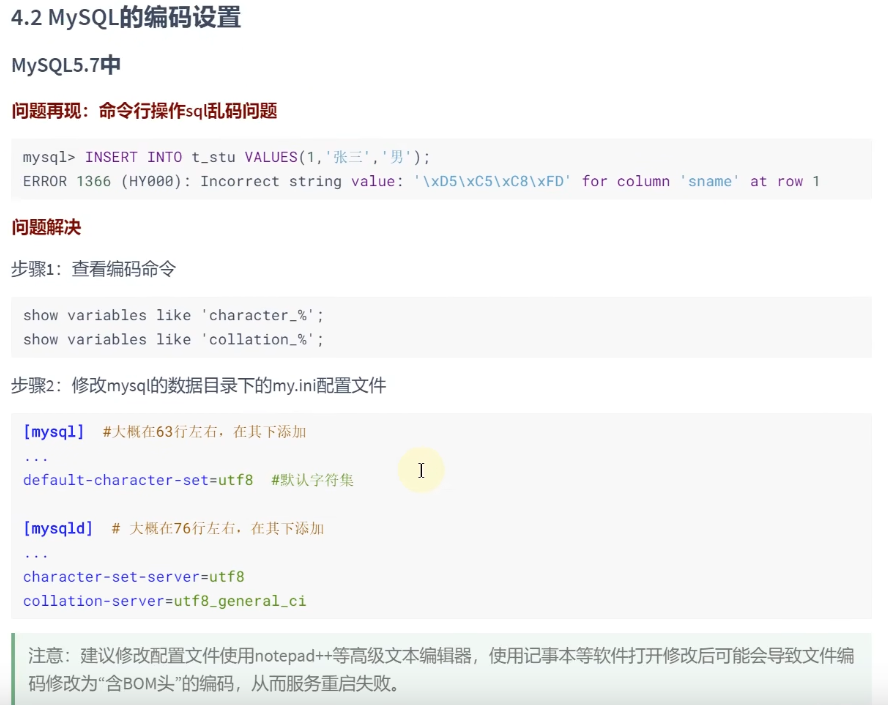 4.2 MySQL的编码设置
MySQL5.7中
问题再现：命令行操作sql乱码问题
mysql> INSERT INTO t_stu VALUES(1,'张三','男');
ERROR 1366 (HY000): Incorrect string value: '\xD5\xC5\xC8\xFD' for column 'sname' at row 1
问题解决
步骤1：查看编码命令
show variables like 'character_%';
show variables like 'collation_%';
步骤2：修改mysql的数据目录下的my.ini配置文件
[mysql]  #大概在63行左右，在其下添加
...
default-character-set=utf8  #默认字符集
[mysqld]  # 大概在76行左右，在其下添加
...
character-set-server=utf8
collation-server=utf8_general_ci
注意：建议修改配置文件使用notepad++等高级文本编辑器，使用记事本等软件打开修改后可能会导致文件编
码修改为“含BOM头”的编码，从而服务重启失败。